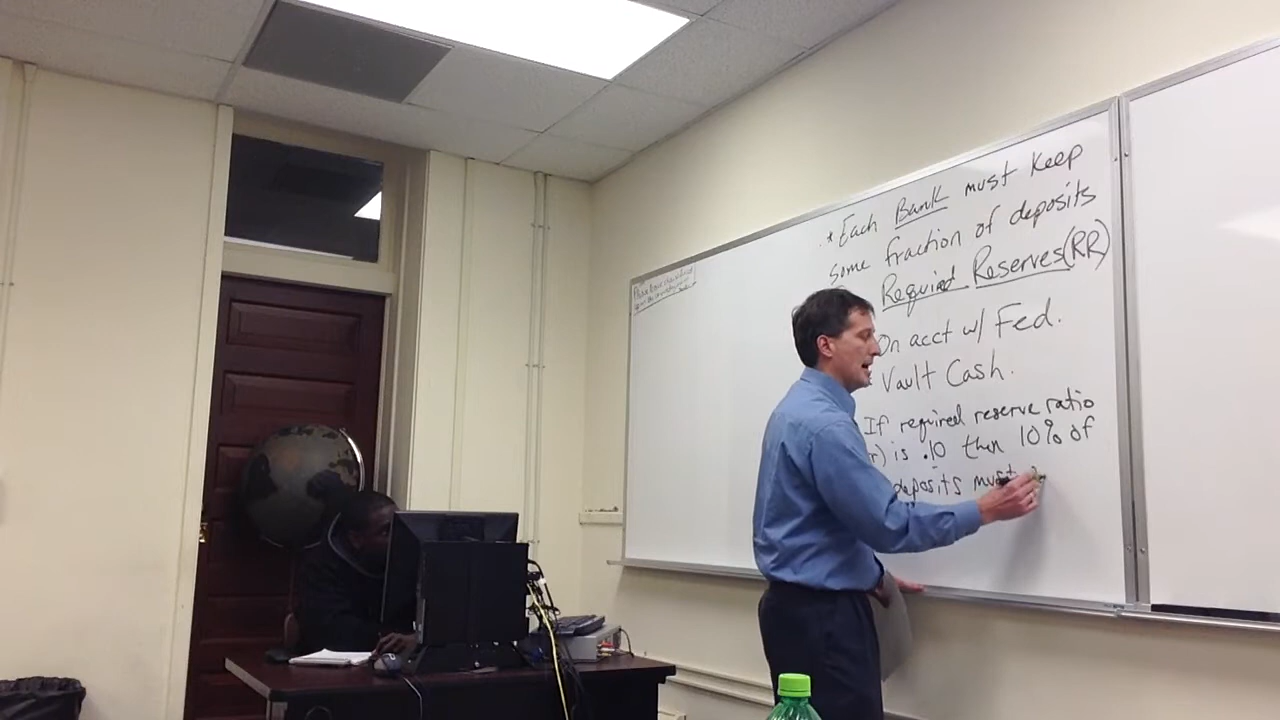 * Each Bank must keep
some fraction of deposits
Required Reserves (RR)
On acct w/ Fed.
Vault Cash.
If required reserve ratio
r) is .10 then 10% of
deposits must